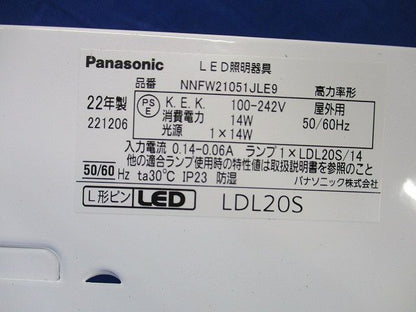 Panasonic LED照明器具
品番 NNFW21051JLE9 高力率形
22年製 PSE K.E.K. 100-242V 屋外用
221206 消費電力 14W 50/60Hz
光源 1×14W
入力電流 0.14-0.06A ランプ1×LDL20S/14
他の適合ランプ使用時の特性値は取扱説明書を参照のこと
50/60 Hz ta30℃ IP23 防湿 パナソニック株式会社
L形ピン LED LDL20S